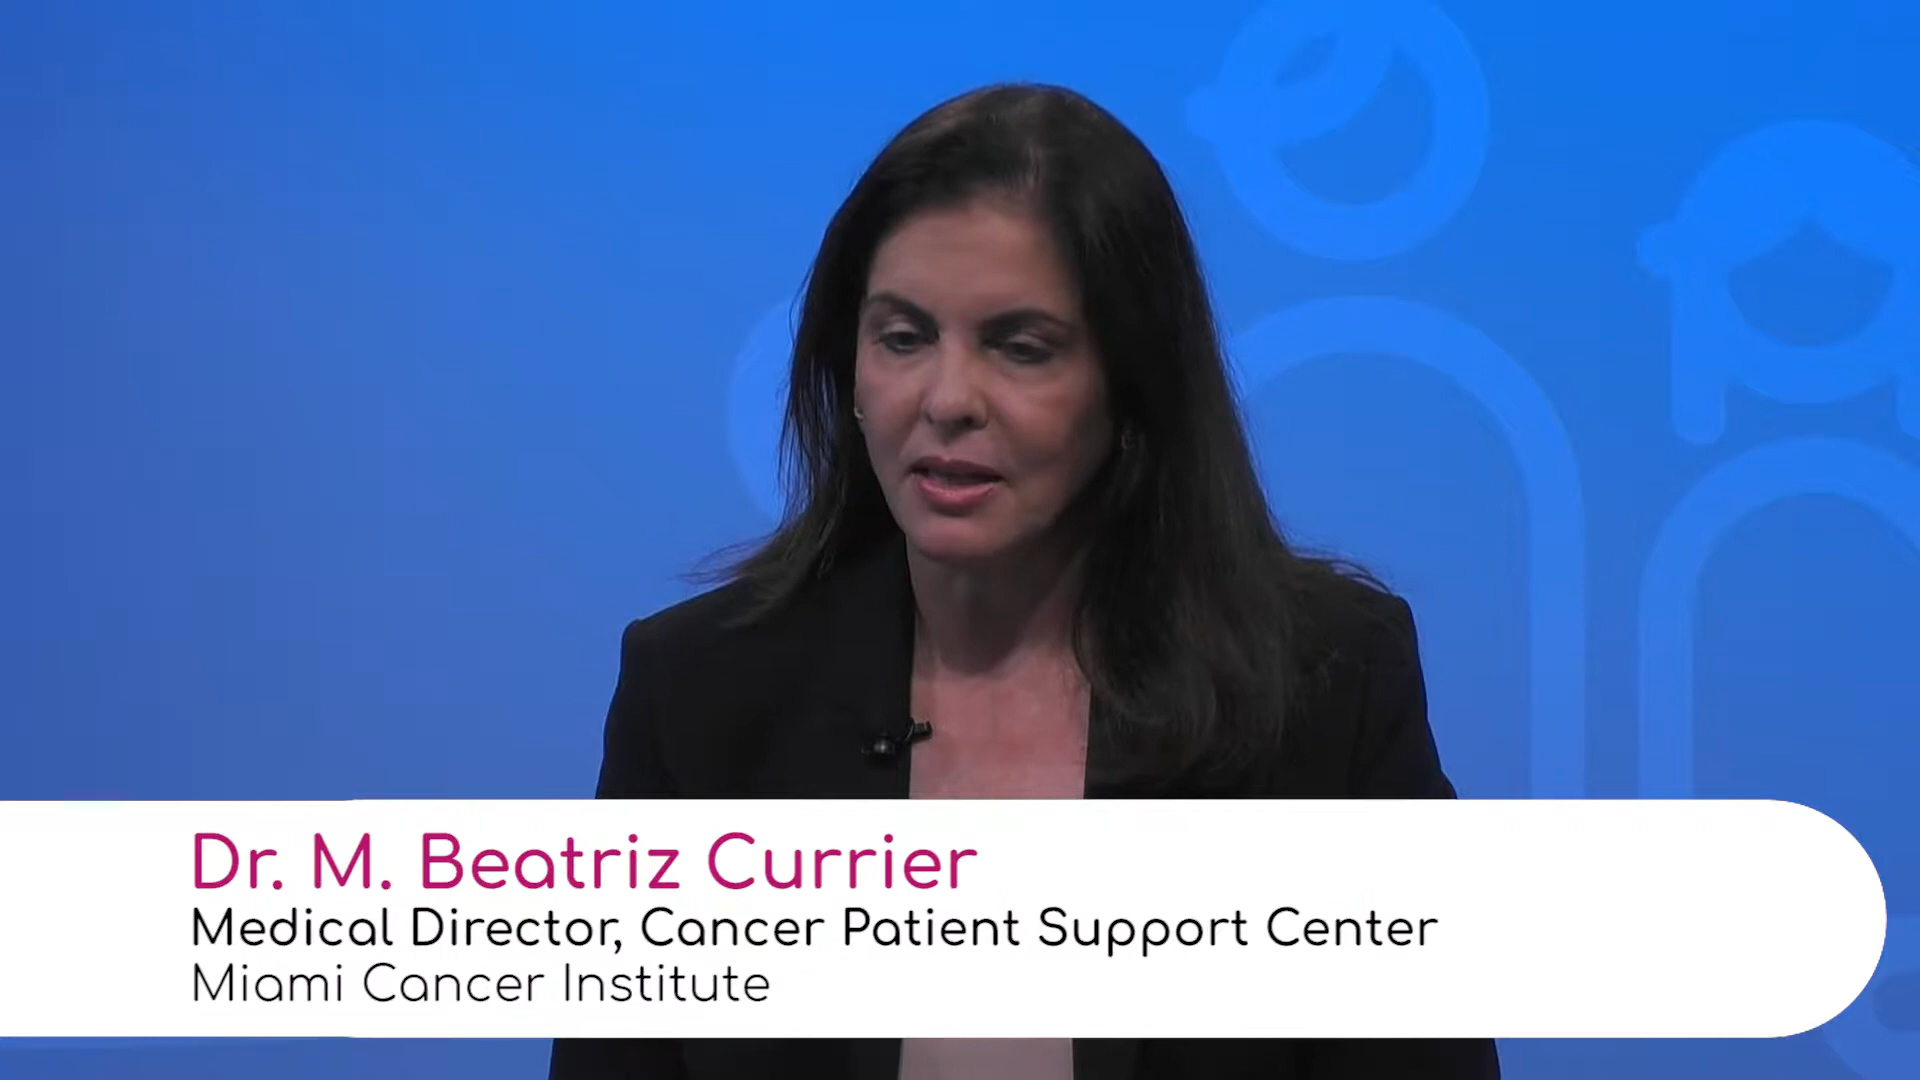 Dr. M. Beatriz Currier
Medical Director, Cancer Patient Support Center
Miami Cancer Institute